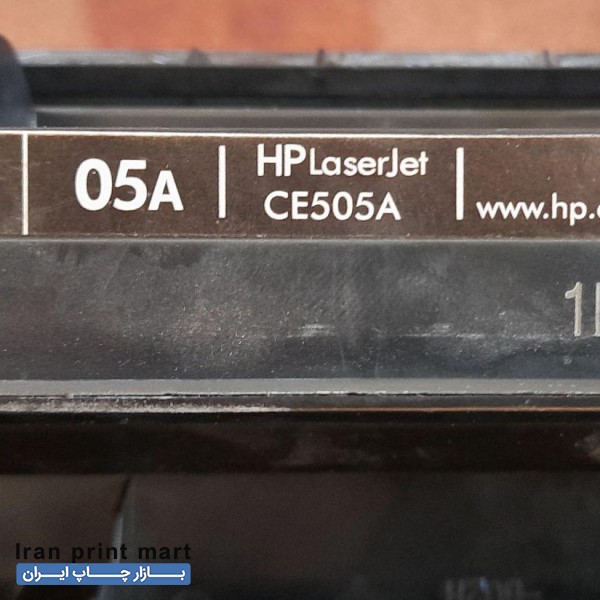 05A
HP LaserJet
CE505A
www.hp.
Iran print mart
بازار چاپ ایران